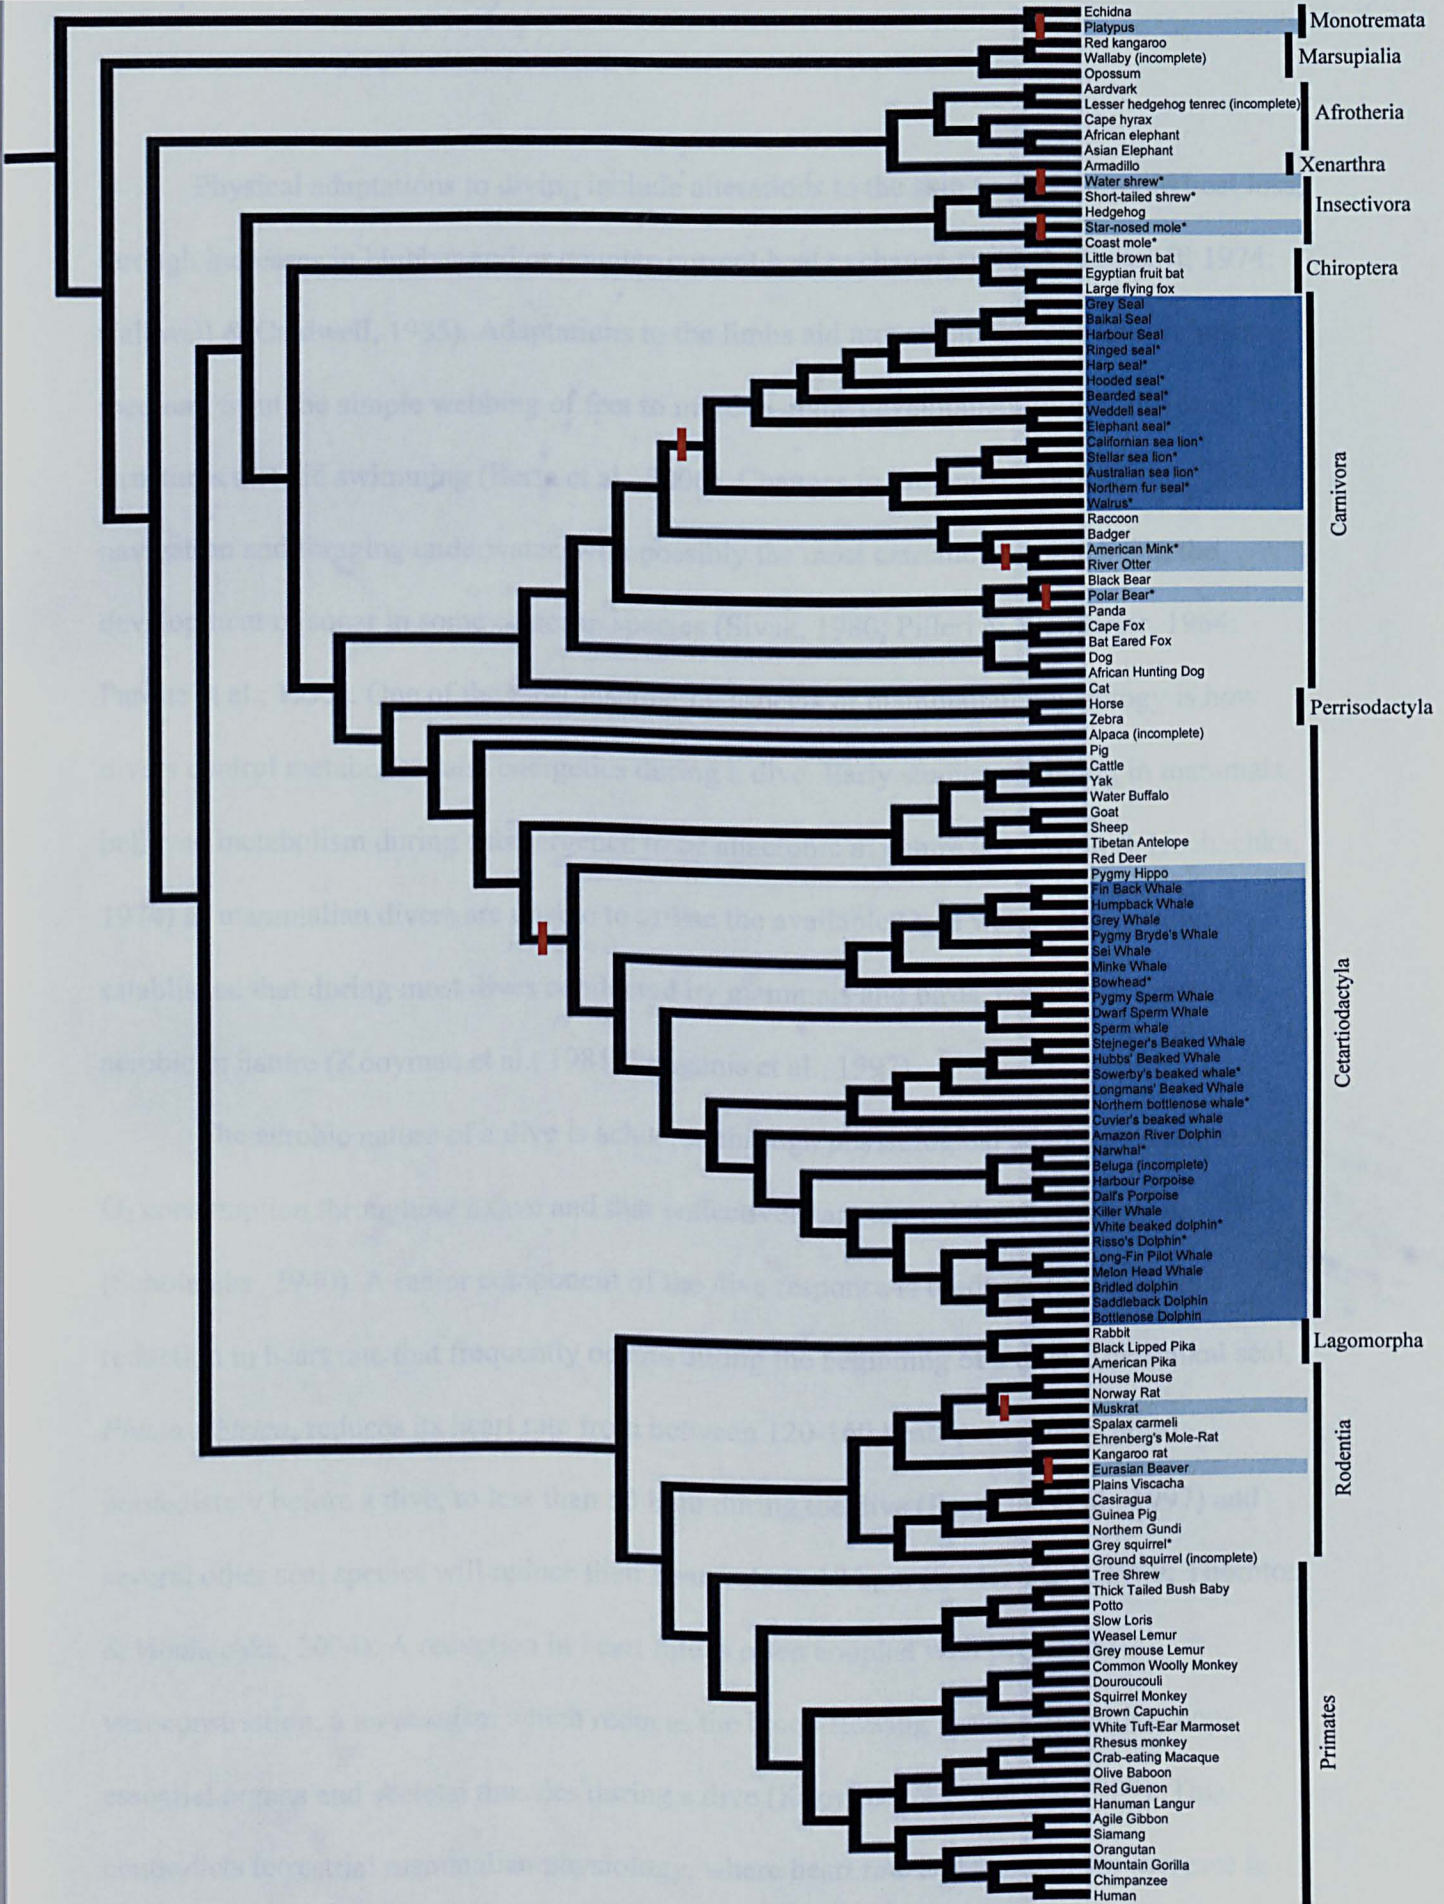 Echidna
Platypus
Monotremata
Red kangaroo
Wallaby (incomplete)
Marsupialia
Opossum
Aardvark
Lesser hedgehog tenrec (incomplete)
Cape hyrax
Afrotheria
African elephant
Asian Elephant
Armadillo
Xenarthra
Water shrew*
Short-tailed shrew*
Insectivora
Hedgehog
Star-nosed mole*
Coast mole*
Little brown bat
Egyptian fruit bat
Chiroptera
Large flying fox
Grey Seal
Baikal Seal
Harbour Seal
Ringed seal*
Harp seal*
Hooded seal*
Bearded seal*
Weddell seal*
Elephant seal*
Californian sea lion*
Stellar sea lion*
Australian sea lion*
Northern fur seal*
Walrus*
Carnivora
Raccoon
Badger
American Mink*
River Otter
Black Bear
Polar Bear*
Panda
Cape Fox
Bat Eared Fox
Dog
African Hunting Dog
Cat
Horse
Perrisodactyla
Zebra
Alpaca (incomplete)
Pig
Cattle
Yak
Water Buffalo
Goat
Sheep
Tibetan Antelope
Red Deer
Pygmy Hippo
Fin Back Whale
Humpback Whale
Grey Whale
Pygmy Bryde's Whale
Sei Whale
Minke Whale
Bowhead*
Pygmy Sperm Whale
Dwarf Sperm Whale
Cetartiodactyla
Sperm whale
Stejneger's Beaked Whale
Hubbs' Beaked Whale
Sowerby's beaked whale*
Longmans' Beaked Whale
Northern bottlenose whale*
Cuvier's beaked whale
Amazon River Dolphin
Narwhal*
Beluga (incomplete)
Harbour Porpoise
Dall's Porpoise
Killer Whale
White beaked dolphin*
Risso's Dolphin*
Long-Fin Pilot Whale
Melon Head Whale
Bridled dolphin
Saddleback Dolphin
Bottlenose Dolphin
Rabbit
Lagomorpha
Black Lipped Pika
American Pika
House Mouse
Norway Rat
Muskrat
Spalax carmeli
Ehrenberg's Mole-Rat
Rodentia
Kangaroo rat
Eurasian Beaver
Plains Viscacha
Casiragua
Guinea Pig
Northern Gundi
Grey squirrel*
Ground squirrel (incomplete)
Tree Shrew
Thick Tailed Bush Baby
Potto
Slow Loris
Weasel Lemur
Grey mouse Lemur
Common Woolly Monkey
Douroucouli
Squirrel Monkey
Brown Capuchin
Primates
White Tuft-Ear Marmoset
Rhesus monkey
Crab-eating Macaque
Olive Baboon
Red Guenon
Hanuman Langur
Agile Gibbon
Siamang
Orangutan
Mountain Gorilla
Chimpanzee
Human